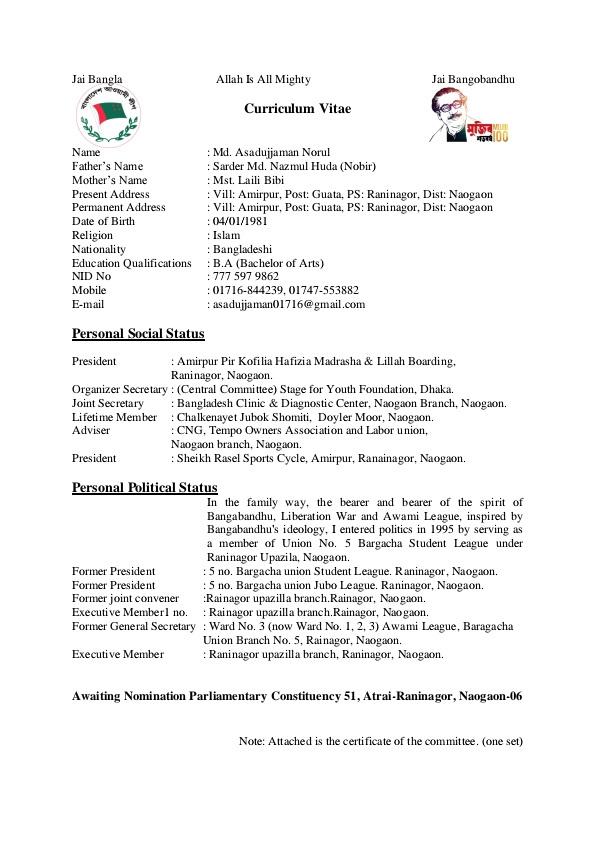 Jai Bangla Allah Is All Mighty Jai Bangobandhu
বাংলাদেশ আওয়ামী লীগ
Curriculum Vitae
মুজিব MUJIB
100
Name : Md. Asadujjaman Norul
Father's Name : Sarder Md. Nazmul Huda (Nobir)
Mother's Name : Mst. Laili Bibi
Present Address : Vill: Amirpur, Post: Guata, PS: Raninagor, Dist: Naogaon
Permanent Address : Vill: Amirpur, Post: Guata, PS: Raninagor, Dist: Naogaon
Date of Birth : 04/01/1981
Religion : Islam
Nationality : Bangladeshi
Education Qualifications : B.A (Bachelor of Arts)
NID No : 777 597 9862
Mobile : 01716-844239, 01747-553882
E-mail : asadujjaman01716@gmail.com
Personal Social Status
President : Amirpur Pir Kofilia Hafizia Madrasha & Lillah Boarding,
Raninagor, Naogaon.
Organizer Secretary : (Central Committee) Stage for Youth Foundation, Dhaka.
Joint Secretary : Bangladesh Clinic & Diagnostic Center, Naogaon Branch, Naogaon.
Lifetime Member : Chalkenayet Jubok Shomiti, Doyler Moor, Naogaon.
Adviser : CNG, Tempo Owners Association and Labor union,
Naogaon branch, Naogaon.
President : Sheikh Rasel Sports Cycle, Amirpur, Ranainagor, Naogaon.
Personal Political Status
In the family way, the bearer and bearer of the spirit of
Bangabandhu, Liberation War and Awami League, inspired by
Bangabandhu's ideology, I entered politics in 1995 by serving as
a member of Union No. 5 Bargacha Student League under
Raninagor Upazila, Naogaon.
Former President : 5 no. Bargacha union Student League. Raninagor, Naogaon.
Former President : 5 no. Bargacha union Jubo League. Raninagor, Naogaon.
Former joint convener :Rainagor upazilla branch.Rainagor, Naogaon.
Executive Member1 no. : Rainagor upazilla branch.Rainagor, Naogaon.
Former General Secretary : Ward No. 3 (now Ward No. 1, 2, 3) Awami League, Baragacha
Union Branch No. 5, Rainagor, Naogaon.
Executive Member : Raninagor upazilla branch, Raninagor, Naogaon.
Awaiting Nomination Parliamentary Constituency 51, Atrai-Raninagor, Naogaon-06
Note: Attached is the certificate of the committee. (one set)